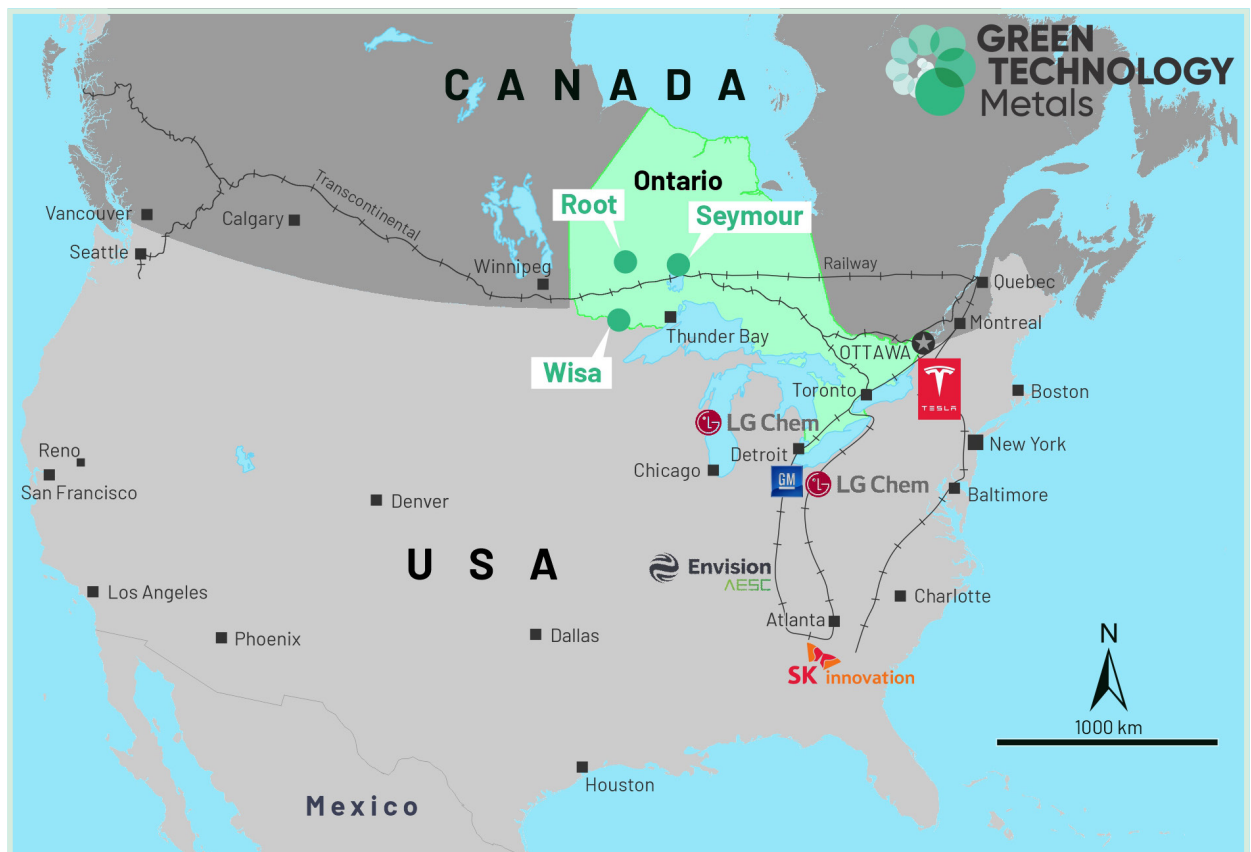 GREEN
TECHNOLOGY
Metals
CANADA
Ontario
Root
Seymour
Transcontinental
Vancouver
Calgary
Seattle
Winnipeg
Railway
Quebec
Montreal
Thunder Bay
OTTAWA
Wisa
TESLA
Toronto
Boston
LG Chem
New York
Reno
Detroit
Chicago
San Francisco
GM
LG Chem
Baltimore
Denver
USA
Envision
AESC
Los Angeles
Charlotte
Atlanta
Phoenix
Dallas
N
SK innovation
1000 km
Houston
Mexico